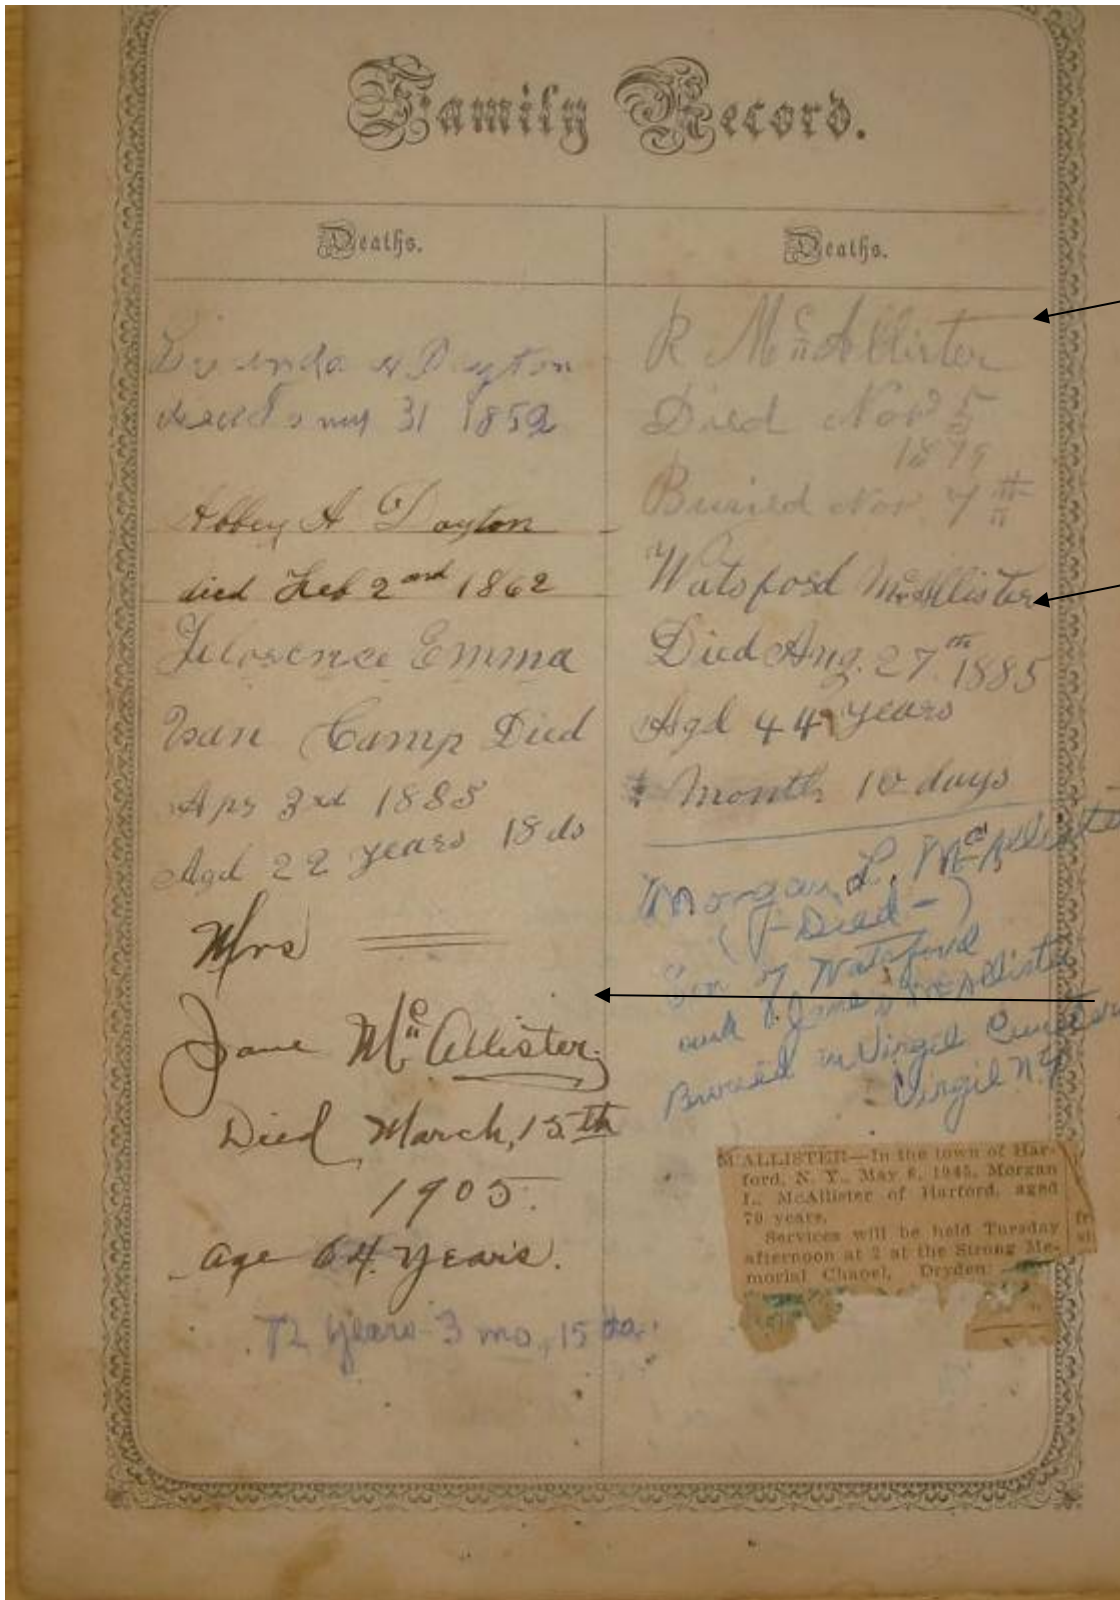 Family Record.
Deaths.
Dayton
31 1852
Abbey A Dayton
died Feb 2nd 1862
Florence Emma
Van Camp Died
Apr 3rd 1885
Agd 22 years 18 ds
Mrs
Jane McAllister
Died March, 15th
1905.
age 64 years.
72 years 3 mo, 15 da.
Deaths.
R McAllister
Died Nov 5
1879
Buried Nov 7th
Watsford McAllister
Died Aug. 27th 1885
Agd 44 years
Month 10 days
Morgan L. McAllister
(-Died-)
Son of Watsford
& Jane McAllister
Buried in Virgil Cemetery
Virgil N.Y.
McALLISTER—In the town of Har-
ford, N. Y., May 6, 1945, Morgan
L. McAllister of Harford, aged
79 years.
Services will be held Tuesday
afternoon at 2 at the Strong Me-
morial Chapel, Dryden.